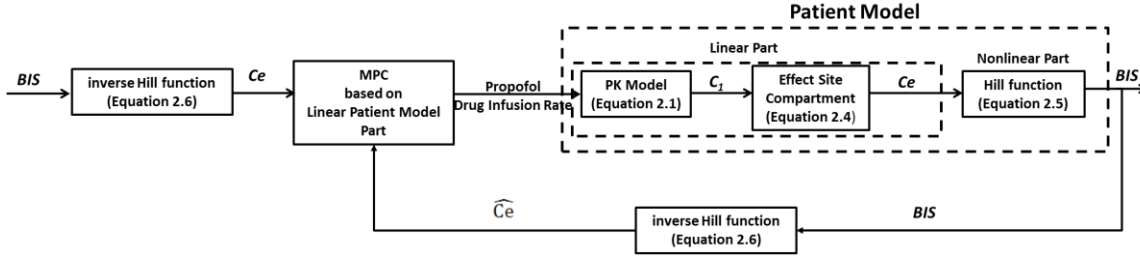 Patient Model
Linear Part
Nonlinear Part
BIS
inverse Hill function
(Equation 2.6)
Ce
MPC
based on
Linear Patient Model
Part
Propofol
Drug Infusion Rate
PK Model
(Equation 2.1)
C₁
Effect Site
Compartment
(Equation 2.4)
Ce
Hill function
(Equation 2.5)
BIS
Ĉe
inverse Hill function
(Equation 2.6)
BIS